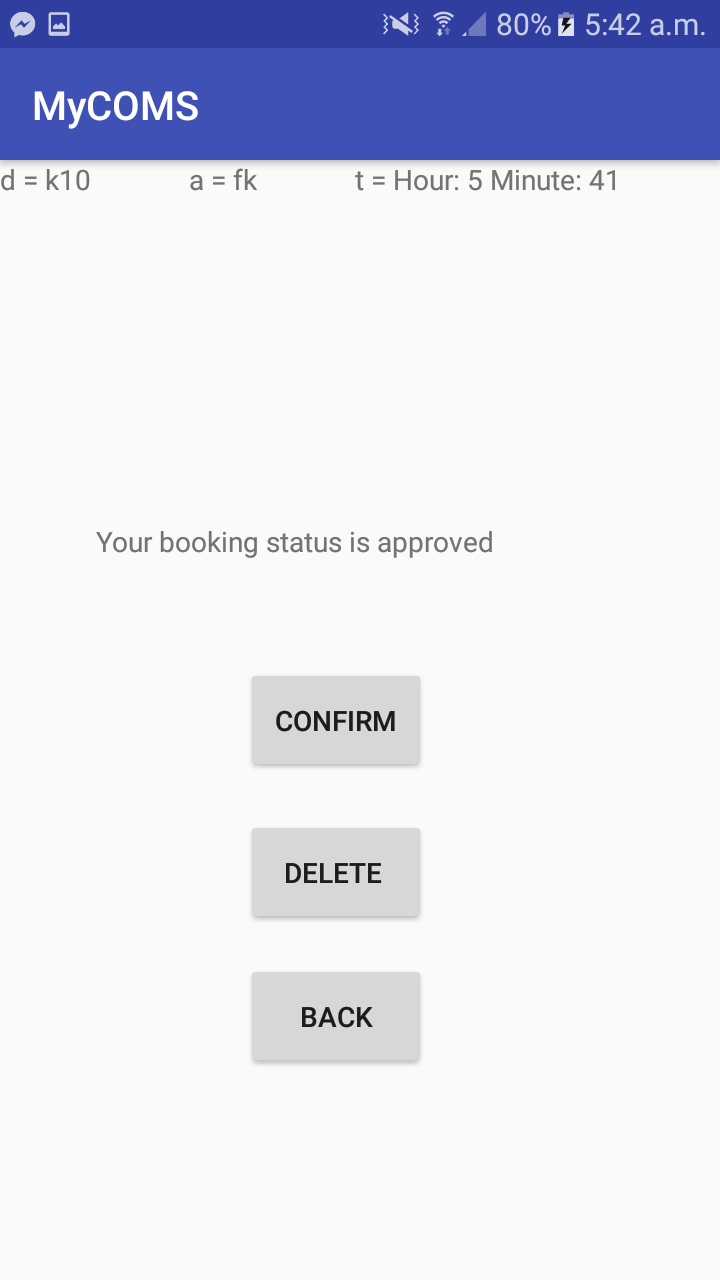 80% 5:42 a.m.
MyCOMS
d = k10 a = fk t = Hour: 5 Minute: 41
Your booking status is approved
CONFIRM
DELETE
BACK